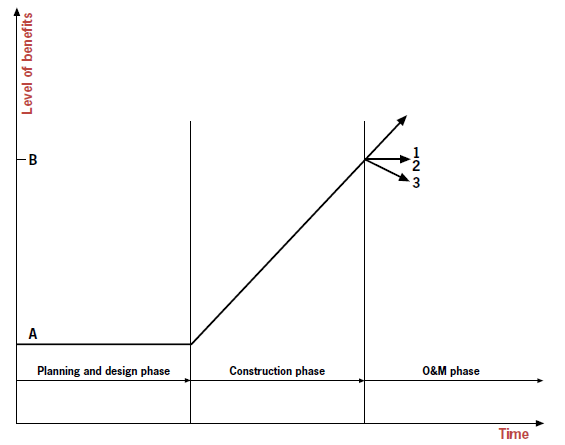 Level of benefits
B
1
2
3
A
Planning and design phase
Construction phase
O&M phase
Time